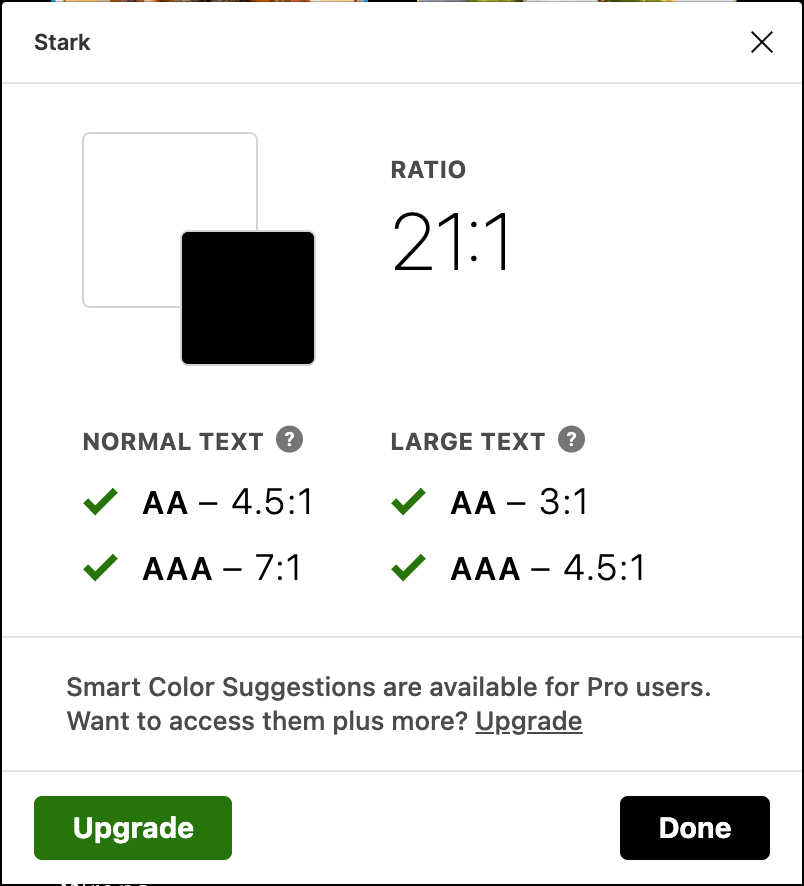 Stark
RATIO
21:1
NORMAL TEXT ?
AA – 4.5:1
AAA – 7:1
LARGE TEXT ?
AA – 3:1
AAA – 4.5:1
Smart Color Suggestions are available for Pro users.
Want to access them plus more? Upgrade
Upgrade
Done